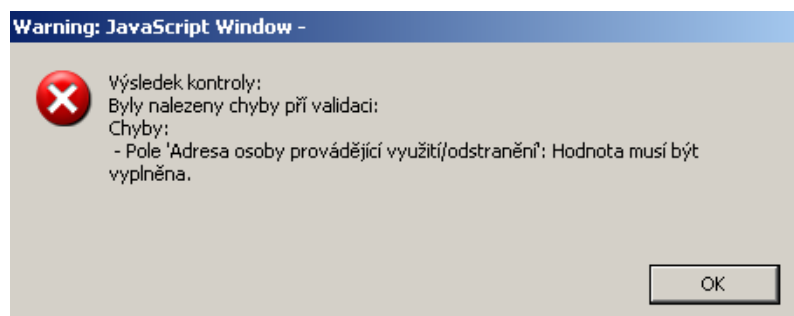 Warning: JavaScript Window -
Výsledek kontroly:
Byly nalezeny chyby při validaci:
Chyby:
- Pole 'Adresa osoby provádějící využití/odstranění': Hodnota musí být
vyplněna.
OK